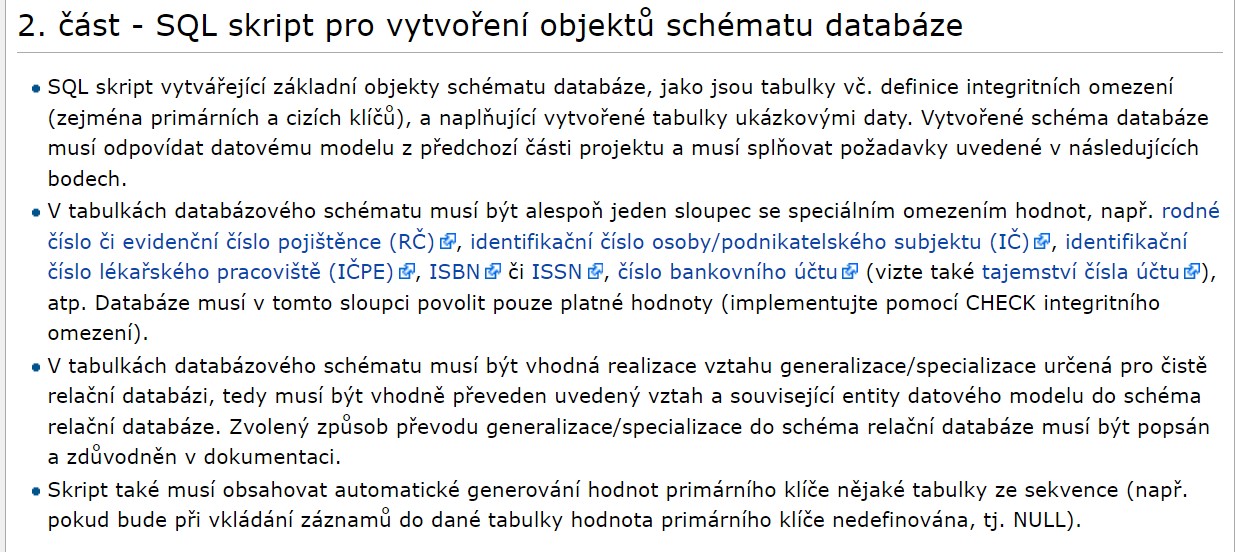 2. část - SQL skript pro vytvoření objektů schématu databáze
SQL skript vytvářející základní objekty schématu databáze, jako jsou tabulky vč. definice integritních omezení
(zejména primárních a cizích klíčů), a naplňující vytvořené tabulky ukázkovými daty. Vytvořené schéma databáze
musí odpovídat datovému modelu z předchozí části projektu a musí splňovat požadavky uvedené v následujících
bodech.
V tabulkách databázového schématu musí být alespoň jeden sloupec se speciálním omezením hodnot, např. rodné
číslo či evidenční číslo pojištěnce (RČ), identifikační číslo osoby/podnikatelského subjektu (IČ), identifikační
číslo lékařského pracoviště (IČPE), ISBN či ISSN, číslo bankovního účtu (vizte také tajemství čísla účtu),
atp. Databáze musí v tomto sloupci povolit pouze platné hodnoty (implementujte pomocí CHECK integritního
omezení).
V tabulkách databázového schématu musí být vhodná realizace vztahu generalizace/specializace určená pro čistě
relační databázi, tedy musí být vhodně převeden uvedený vztah a související entity datového modelu do schéma
relační databáze. Zvolený způsob převodu generalizace/specializace do schéma relační databáze musí být popsán
a zdůvodněn v dokumentaci.
Skript také musí obsahovat automatické generování hodnot primárního klíče nějaké tabulky ze sekvence (např.
pokud bude při vkládání záznamů do dané tabulky hodnota primárního klíče nedefinována, tj. NULL).